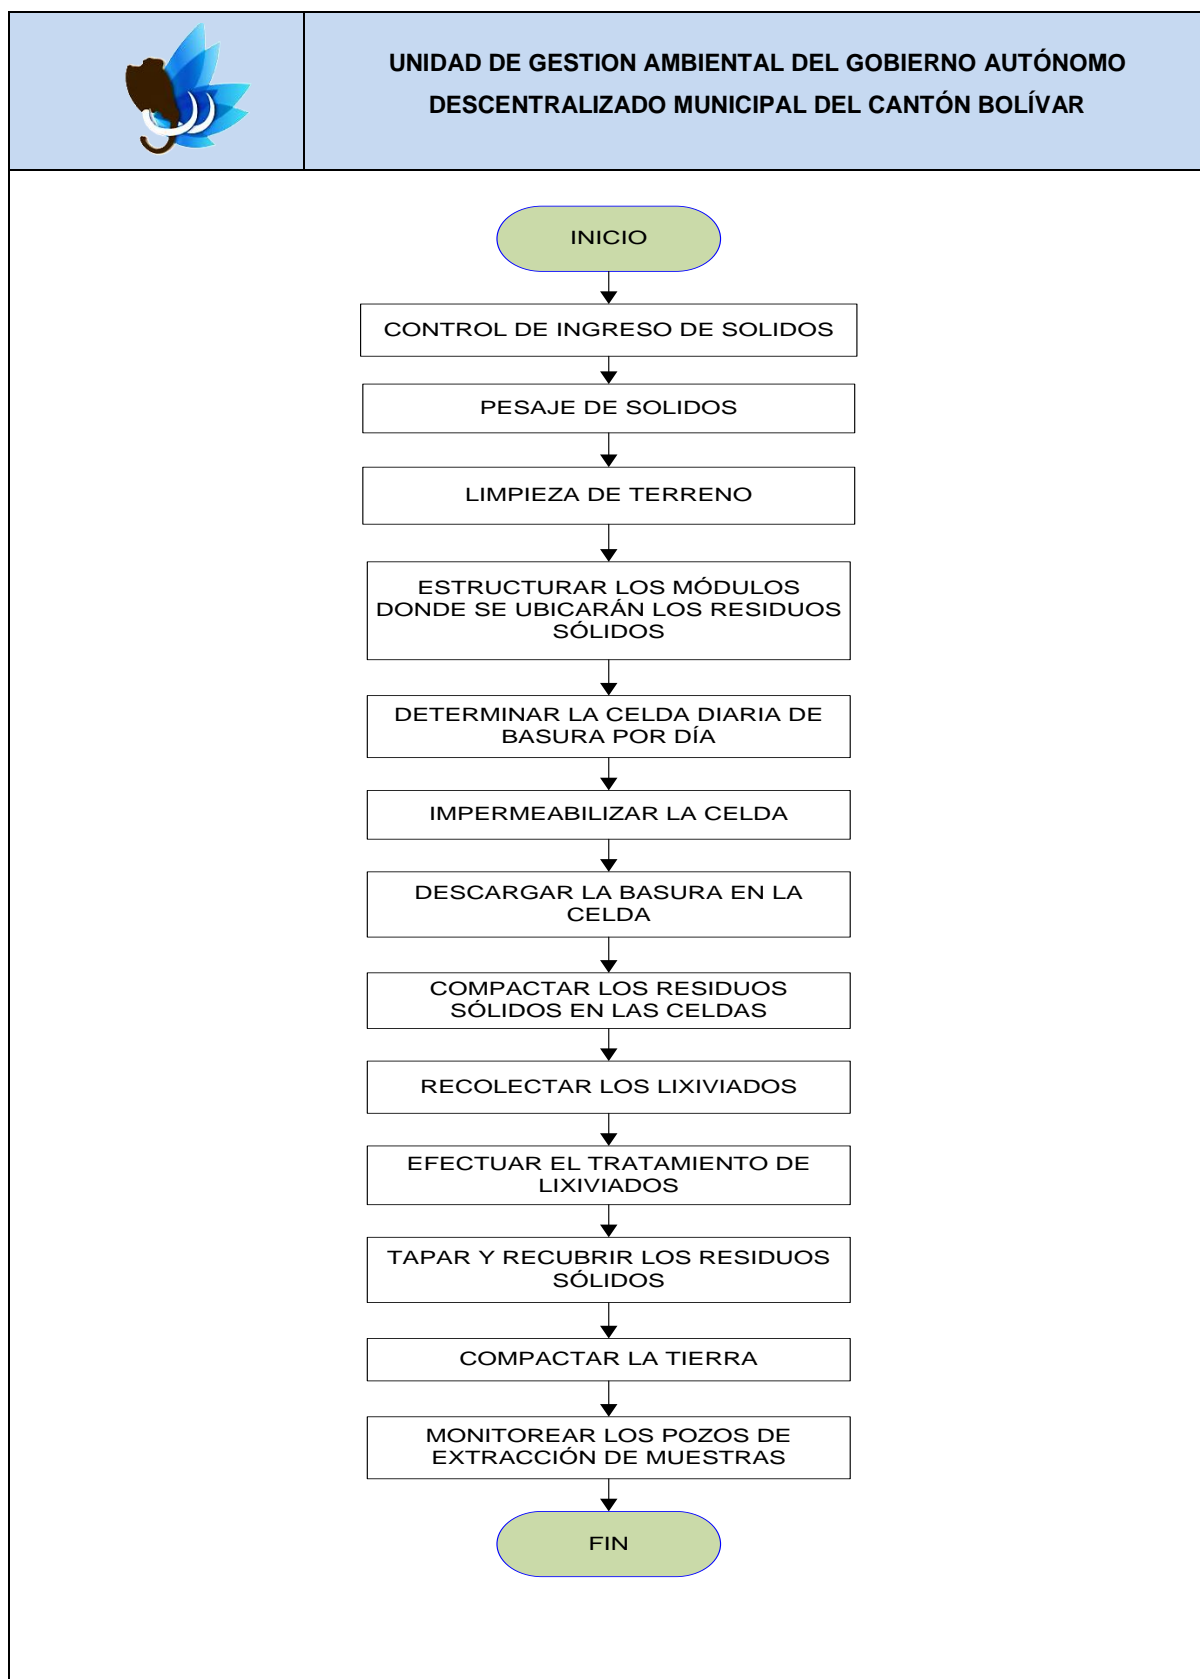 UNIDAD DE GESTION AMBIENTAL DEL GOBIERNO AUTÓNOMO
DESCENTRALIZADO MUNICIPAL DEL CANTÓN BOLÍVAR
INICIO
CONTROL DE INGRESO DE SOLIDOS
PESAJE DE SOLIDOS
LIMPIEZA DE TERRENO
ESTRUCTURAR LOS MÓDULOS
DONDE SE UBICARÁN LOS RESIDUOS
SÓLIDOS
DETERMINAR LA CELDA DIARIA DE
BASURA POR DÍA
IMPERMEABILIZAR LA CELDA
DESCARGAR LA BASURA EN LA
CELDA
COMPACTAR LOS RESIDUOS
SÓLIDOS EN LAS CELDAS
RECOLECTAR LOS LIXIVIADOS
EFECTUAR EL TRATAMIENTO DE
LIXIVIADOS
TAPAR Y RECUBRIR LOS RESIDUOS
SÓLIDOS
COMPACTAR LA TIERRA
MONITOREAR LOS POZOS DE
EXTRACCIÓN DE MUESTRAS
FIN